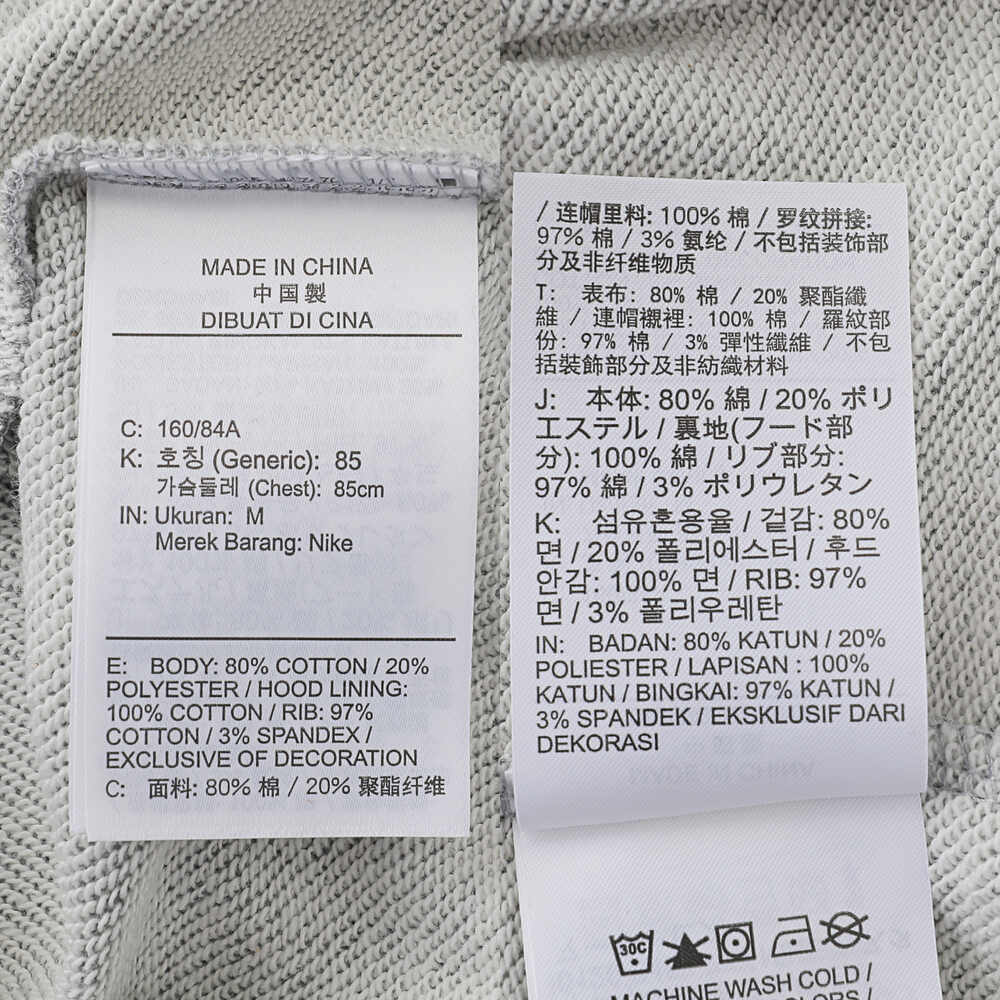 MADE IN CHINA
中国製
DIBUAT DI CINA
C: 160/84A
K: 호칭 (Generic): 85
가슴둘레 (Chest): 85cm
IN: Ukuran: M
Merek Barang: Nike
E: BODY: 80% COTTON / 20%
POLYESTER / HOOD LINING:
100% COTTON / RIB: 97%
COTTON / 3% SPANDEX /
EXCLUSIVE OF DECORATION
C: 面料: 80% 棉 / 20% 聚酯纤维
/ 连帽里料: 100% 棉 / 罗纹拼接:
97% 棉 / 3% 氨纶 / 不包括装饰部
分及非纤维物质
T: 表布: 80% 棉 / 20% 聚酯纖
維 / 連帽襯裡: 100% 棉 / 羅紋部
份: 97% 棉 / 3% 彈性纖維 / 不包
括裝飾部分及非紡織材料
J: 本体: 80% 綿 / 20% ポリ
エステル / 裏地(フード部
分): 100% 綿 / リブ部分:
97% 綿 / 3% ポリウレタン
K: 섬유혼용율 / 겉감: 80%
면 / 20% 폴리에스터 / 후드
안감: 100% 면 / RIB: 97%
면 / 3% 폴리우레탄
IN: BADAN: 80% KATUN / 20%
POLIESTER / LAPISAN : 100%
KATUN / BINGKAI: 97% KATUN /
3% SPANDEK / EKSKLUSIF DARI
DEKORASI
30C
MACHINE WASH COLD /